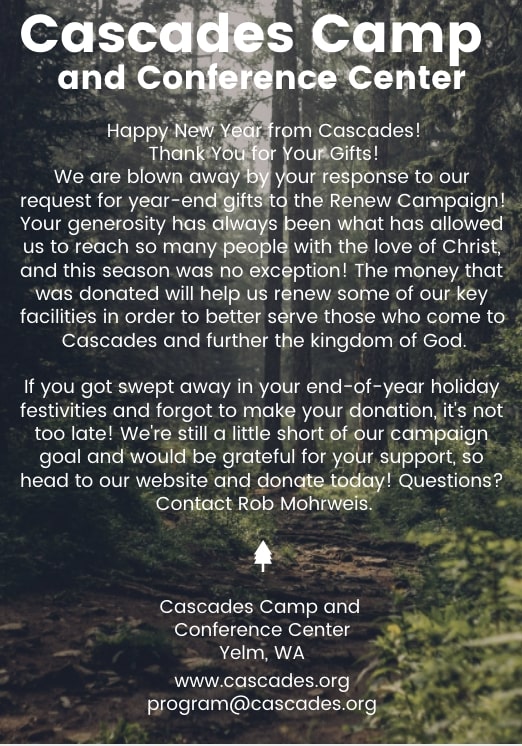 Cascades Camp
and Conference Center
Happy New Year from Cascades!
Thank You for Your Gifts!
We are blown away by your response to our
request for year-end gifts to the Renew Campaign!
Your generosity has always been what has allowed
us to reach so many people with the love of Christ,
and this season was no exception! The money that
was donated will help us renew some of our key
facilities in order to better serve those who come to
Cascades and further the kingdom of God.
If you got swept away in your end-of-year holiday
festivities and forgot to make your donation, it's not
too late! We're still a little short of our campaign
goal and would be grateful for your support, so
head to our website and donate today! Questions?
Contact Rob Mohrweis.
Cascades Camp and
Conference Center
Yelm, WA
www.cascades.org
program@cascades.org